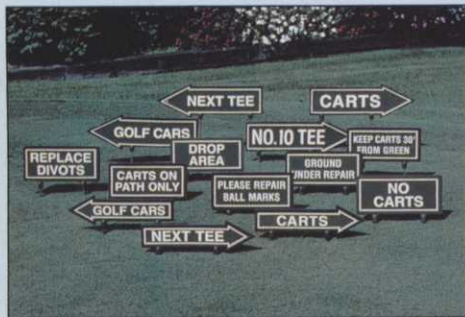 NEXT TEE
CARTS
GOLF CARS
NO. 10 TEE
KEEP CARTS 30'
FROM GREEN
DROP
AREA
REPLACE
DIVOTS
GROUND
UNDER REPAIR
CARTS ON
PATH ONLY
PLEASE REPAIR
BALL MARKS
NO
CARTS
GOLF CARS
CARTS
NEXT TEE